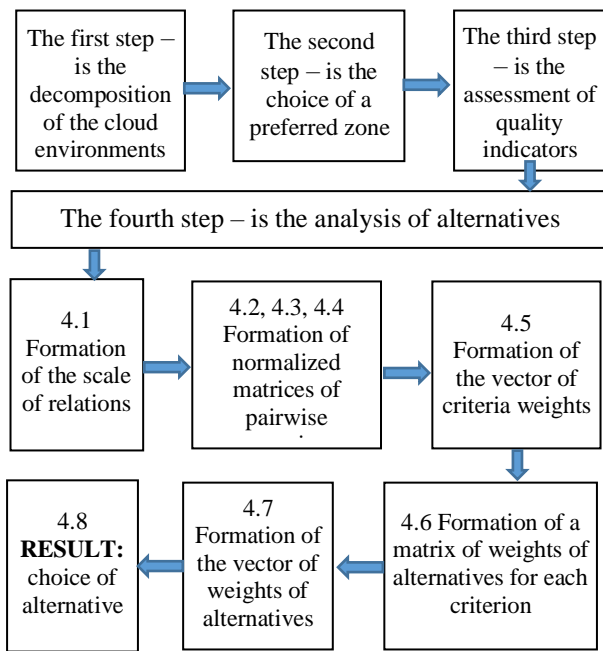 The first step –
is the
decomposition
of the cloud
environments
The second
step – is the
choice of a
preferred zone
The third step
– is the
assessment of
quality
indicators
The fourth step – is the analysis of alternatives
4.1
Formation
of the scale
of relations
4.2, 4.3, 4.4
Formation of
normalized
matrices of
pairwise
4.5
Formation of
the vector of
criteria weights
4.6 Formation of a
matrix of weights of
alternatives for each
criterion
4.7
Formation of
the vector of
weights of
alternatives
4.8
RESULT:
choice of
alternative